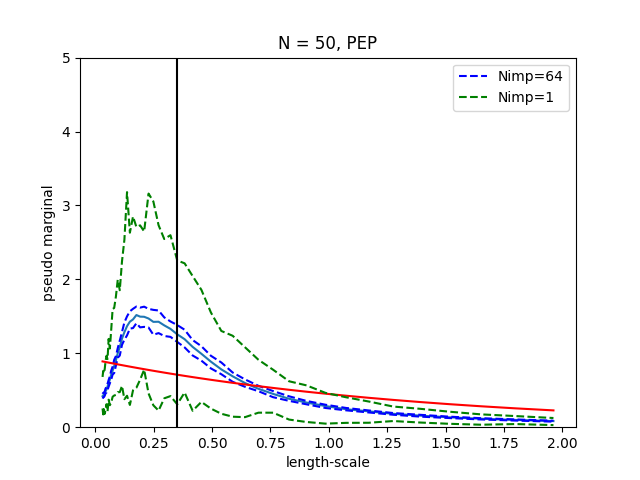 N = 50, PEP
Nimp=64
Nimp=1
pseudo marginal
5
4
3
2
1
0
0.00 0.25 0.50 0.75 1.00 1.25 1.50 1.75 2.00
length-scale